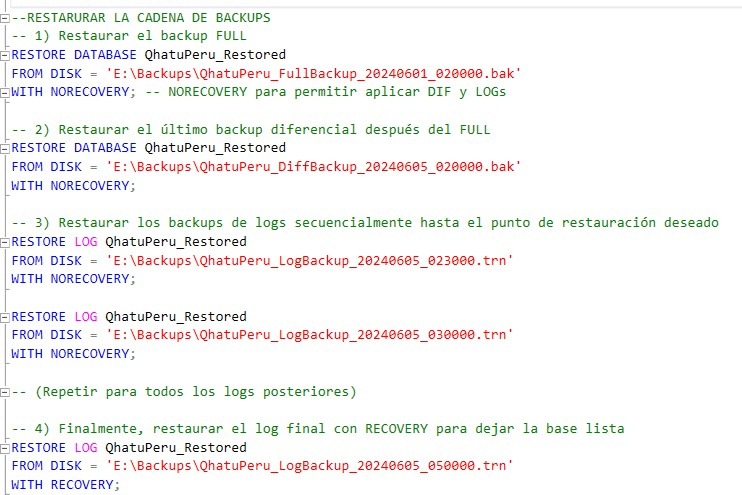 --RESTARURAR LA CADENA DE BACKUPS
-- 1) Restaurar el backup FULL
RESTORE DATABASE QhatuPeru_Restored
FROM DISK = 'E:\Backups\QhatuPeru_FullBackup_20240601_020000.bak'
WITH NORECOVERY; -- NORECOVERY para permitir aplicar DIF y LOGs
-- 2) Restaurar el último backup diferencial después del FULL
RESTORE DATABASE QhatuPeru_Restored
FROM DISK = 'E:\Backups\QhatuPeru_DiffBackup_20240605_020000.bak'
WITH NORECOVERY;
-- 3) Restaurar los backups de logs secuencialmente hasta el punto de restauración deseado
RESTORE LOG QhatuPeru_Restored
FROM DISK = 'E:\Backups\QhatuPeru_LogBackup_20240605_023000.trn'
WITH NORECOVERY;
RESTORE LOG QhatuPeru_Restored
FROM DISK = 'E:\Backups\QhatuPeru_LogBackup_20240605_030000.trn'
WITH NORECOVERY;
-- (Repetir para todos los logs posteriores)
-- 4) Finalmente, restaurar el log final con RECOVERY para dejar la base lista
RESTORE LOG QhatuPeru_Restored
FROM DISK = 'E:\Backups\QhatuPeru_LogBackup_20240605_050000.trn'
WITH RECOVERY;